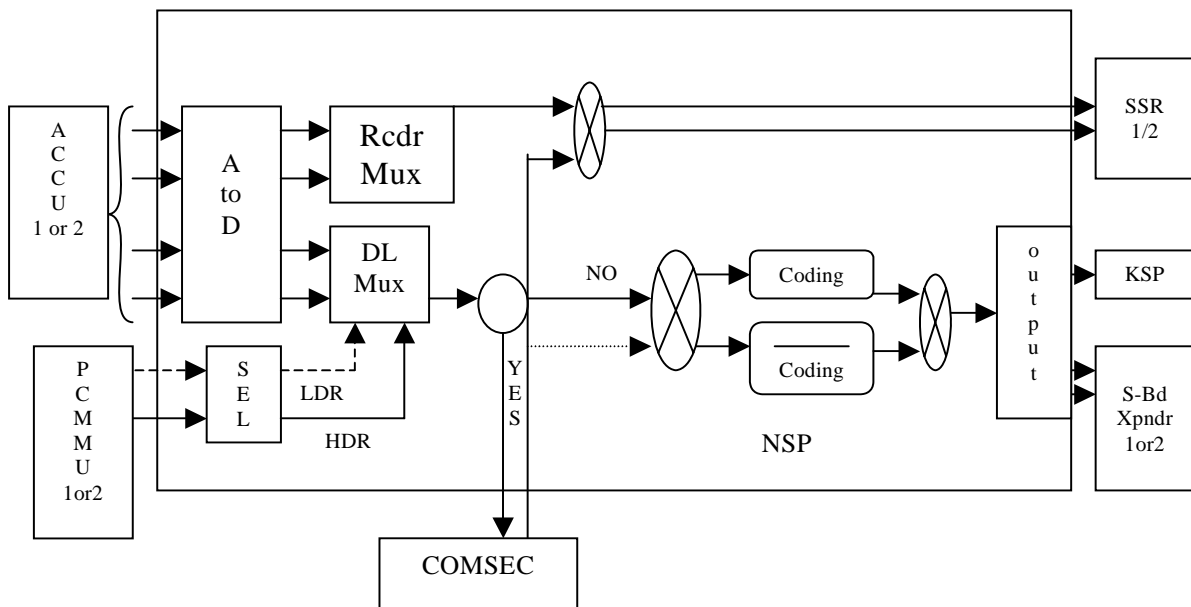 A
C
C
U
1 or 2
A
to
D
Rcdr
Mux
SSR
1/2
DL
Mux
NO
Coding
o
u
t
p
u
t
KSP
P
C
M
M
U
1or2
S
E
L
LDR
HDR
YES
Coding
NSP
S-Bd
Xpndr
1or2
COMSEC